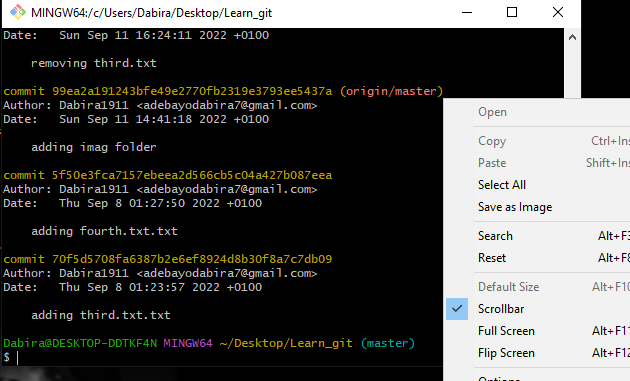 MINGW64:/c/Users/Dabira/Desktop/Learn_git
Date:   Sun Sep 11 16:24:11 2022 +0100
removing third.txt
commit 99ea2a191243bfe49e2770fb2319e3793ee5437a (origin/master)
Author: Dabira1911 <adebayodabira7@gmail.com>
Date:   Sun Sep 11 14:41:18 2022 +0100
adding imag folder
commit 5f50e3fca7157ebeea2d566cb5c04a427b087eea
Author: Dabira1911 <adebayodabira7@gmail.com>
Date:   Thu Sep 8 01:27:50 2022 +0100
adding fourth.txt.txt
commit 70f5d5708fa6387b2e6ef8924d8b30f8a7c7db09
Author: Dabira1911 <adebayodabira7@gmail.com>
Date:   Thu Sep 8 01:23:57 2022 +0100
adding third.txt.txt
Dabira@DESKTOP-DDTKF4N MINGW64 ~/Desktop/Learn_git (master)
$
Open
Copy Ctrl+Ins
Paste Shift+Ins
Select All
Save as Image
Search Alt+F3
Reset Alt+F8
Default Size Alt+F10
Scrollbar
Full Screen Alt+F11
Flip Screen Alt+F12